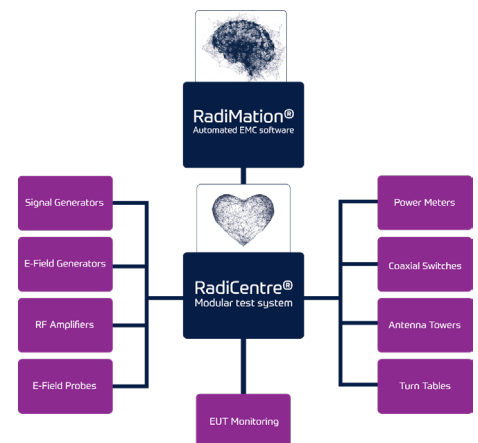 RadiMation®
Automated EMC software
RadiCentre®
Modular test system
Signal Generators
E-Field Generators
RF Amplifiers
E-Field Probes
Power Meters
Coaxial Switches
Antenna Towers
Turn Tables
EUT Monitoring